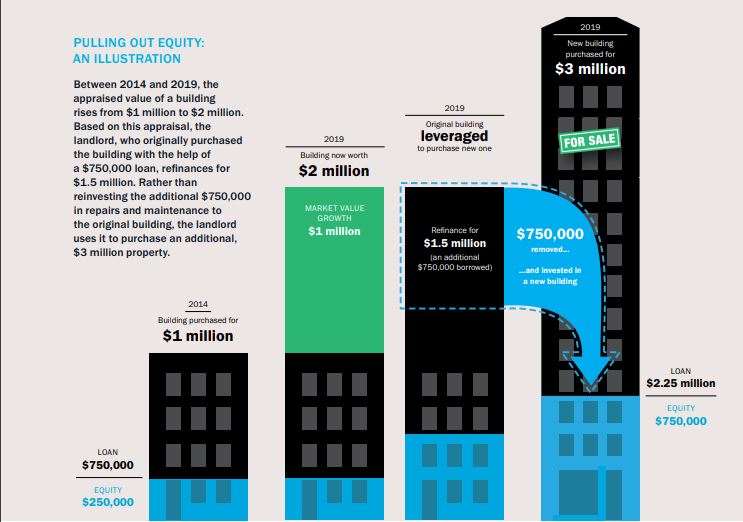 PULLING OUT EQUITY:
AN ILLUSTRATION
Between 2014 and 2019, the
appraised value of a building
rises from $1 million to $2 million.
Based on this appraisal, the
landlord, who originally purchased
the building with the help of
a $750,000 loan, refinances for
$1.5 million. Rather than
reinvesting the additional $750,000
in repairs and maintenance to
the original building, the landlord
uses it to purchase an additional,
$3 million property.
2014
Building purchased for
$1 million
LOAN
$750,000
EQUITY
$250,000
2019
Building now worth
$2 million
MARKET VALUE
GROWTH
$1 million
2019
Original building
leveraged
to purchase new one
Refinance for
$1.5 million
(an additional
$750,000 borrowed)
$750,000
removed...
...and invested in
a new building
2019
New building
purchased for
$3 million
FOR SALE
LOAN
$2.25 million
EQUITY
$750,000